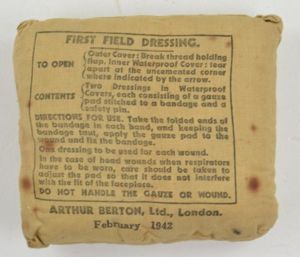 FIRST FIELD DRESSING.
TO OPEN { Outer Cover: Break thread holding
flap. Inner Waterproof Cover: tear
apart at the uncemented corner
where indicated by the arrow.
CONTENTS { Two Dressings in Waterproof
Covers, each consisting of a gauze
pad stitched to a bandage and a
safety pin.
DIRECTIONS FOR USE. Take the folded ends of
the bandage in each hand, and keeping the
bandage taut, apply the gauze pad to the
wound and fix the bandage.
One dressing to be used for each wound.
In the case of head wounds when respirators
have to be worn, care should be taken to
adjust the pad so that it does not interfere
with the fit of the facepiece.
DO NOT HANDLE THE GAUZE OR WOUND.
ARTHUR BERTON, Ltd., London.
February 1942